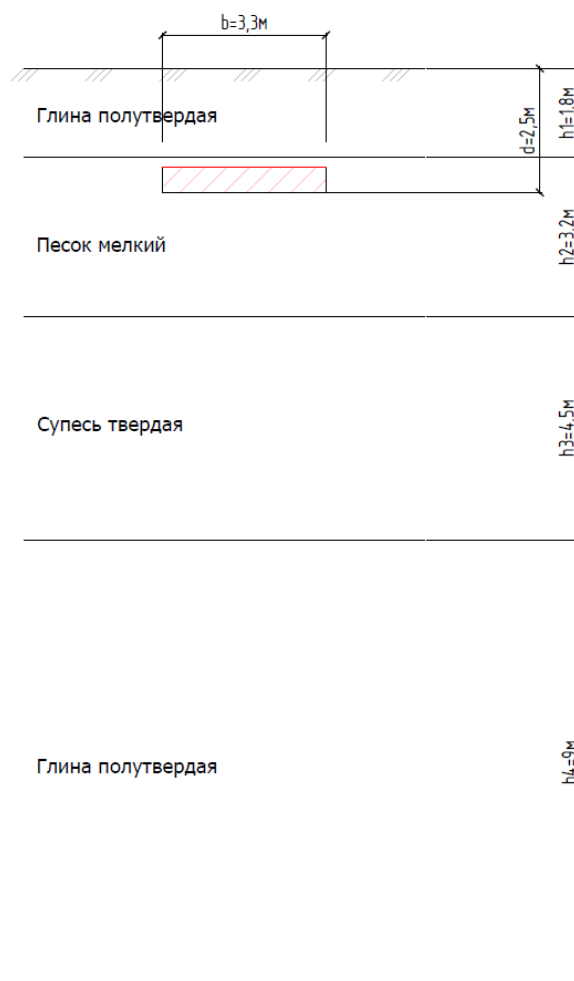 b=3,3м
Глина полутвердая
d=2,5м
h1=1.8м
Песок мелкий
h2=3.2м
Супесь твердая
h3=4.5м
Глина полутвердая
h4=9м